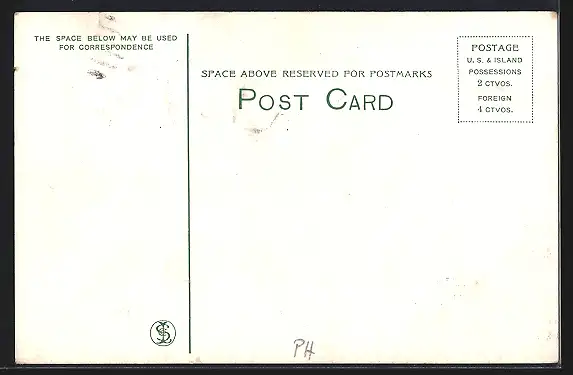 THE SPACE BELOW MAY BE USED
FOR CORRESPONDENCE
SPACE ABOVE RESERVED FOR POSTMARKS
POST CARD
POSTAGE
U. S. & ISLAND
POSSESSIONS
2 CTVOS.
FOREIGN
4 CTVOS.
PH